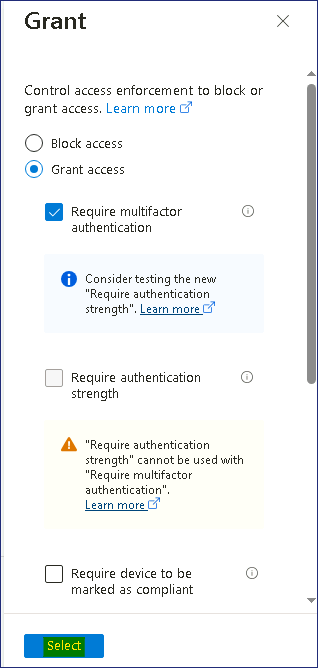 Grant
Control access enforcement to block or
grant access. Learn more
Block access
Grant access
Require multifactor
authentication
Consider testing the new
"Require authentication
strength". Learn more
Require authentication
strength
"Require authentication
strength" cannot be used with
"Require multifactor
authentication".
Learn more
Require device to be
marked as compliant
Select